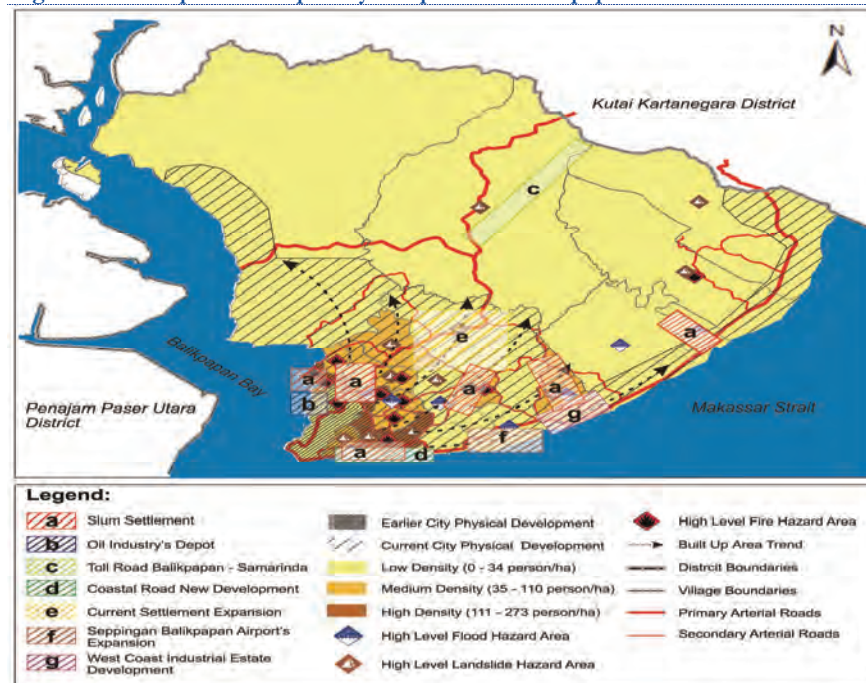 N
Kutai Kartanegara District
c
e
a
a
a
a
a
b
a
g
f
a
d
Balikpapan Bay
Penajam Paser Utara
District
Makassar Strait
Legend:
a Slum Settlement
b Oil Industry's Depot
c Toll Road Balikpapan - Samarinda
d Coastal Road New Development
e Current Settlement Expansion
f Seppingan Balikpapan Airport's
Expansion
g West Coast Industrial Estate
Development
Earlier City Physical Development
Current City Physical Development
Low Density (0 - 34 person/ha)
Medium Density (35 - 110 person/ha)
High Density (111 - 273 person/ha)
High Level Flood Hazard Area
High Level Landslide Hazard Area
High Level Fire Hazard Area
Built Up Area Trend
Distrcit Boundaries
Village Boundaries
Primary Arterial Roads
Secondary Arterial Roads